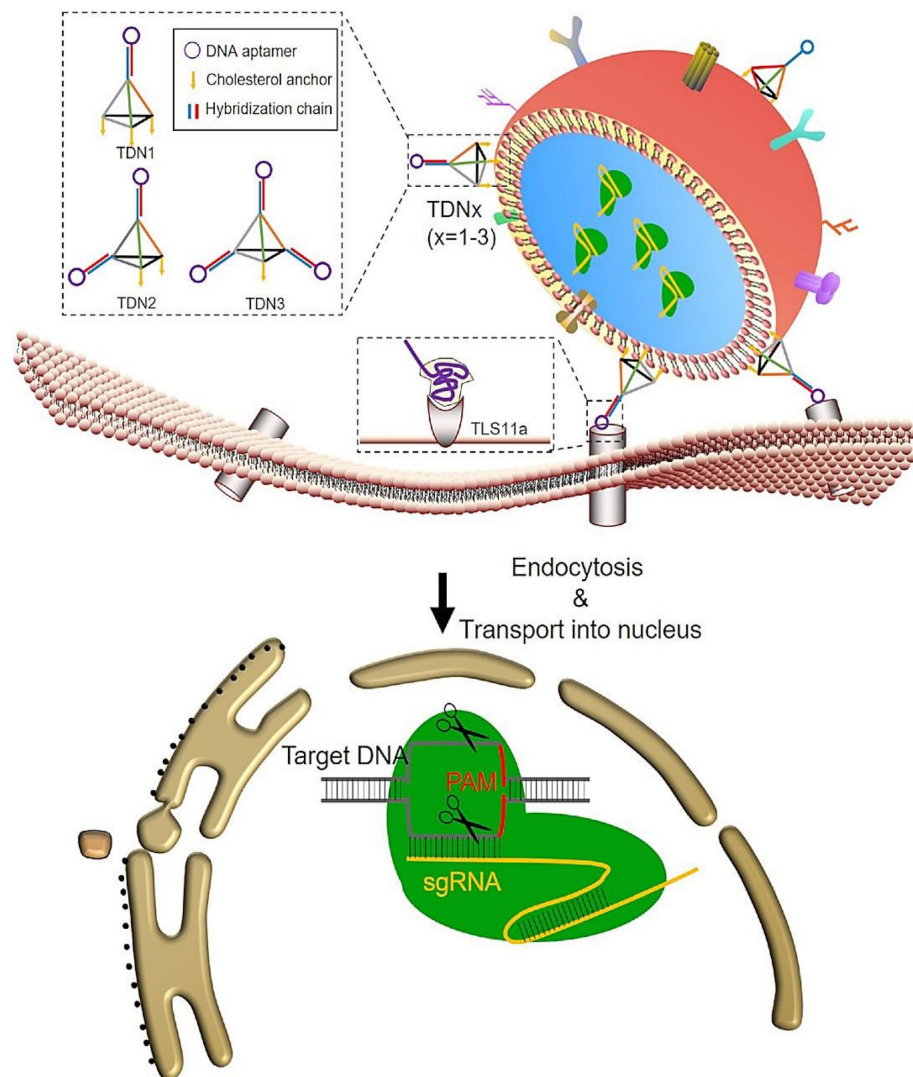 DNA aptamer
Cholesterol anchor
Hybridization chain
TDN1
TDN2
TDN3
TDNx
(x=1-3)
TLS11a
Endocytosis
&
Transport into nucleus
Target DNA
PAM
sgRNA